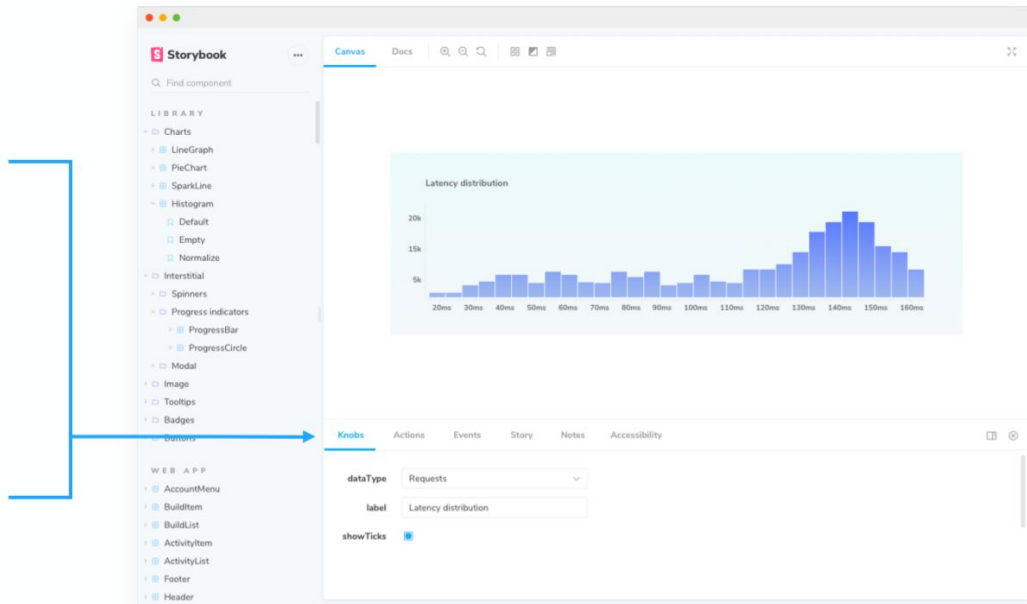 Storybook
Find component
LIBRARY
Charts
LineGraph
PieChart
SparkLine
Histogram
Default
Empty
Normalize
Interstitial
Spinners
Progress indicators
ProgressBar
ProgressCircle
Modal
Image
Tooltips
Badges
Buttons
WEB APP
AccountMenu
BuildItem
BuildList
ActivityItem
ActivityList
Footer
Header
Canvas Docs
Latency distribution
20k
15k
5k
20ms 30ms 40ms 50ms 60ms 70ms 80ms 90ms 100ms 110ms 120ms 130ms 140ms 150ms 160ms
Knobs Actions Events Story Notes Accessibility
dataType Requests
label Latency distribution
showTicks